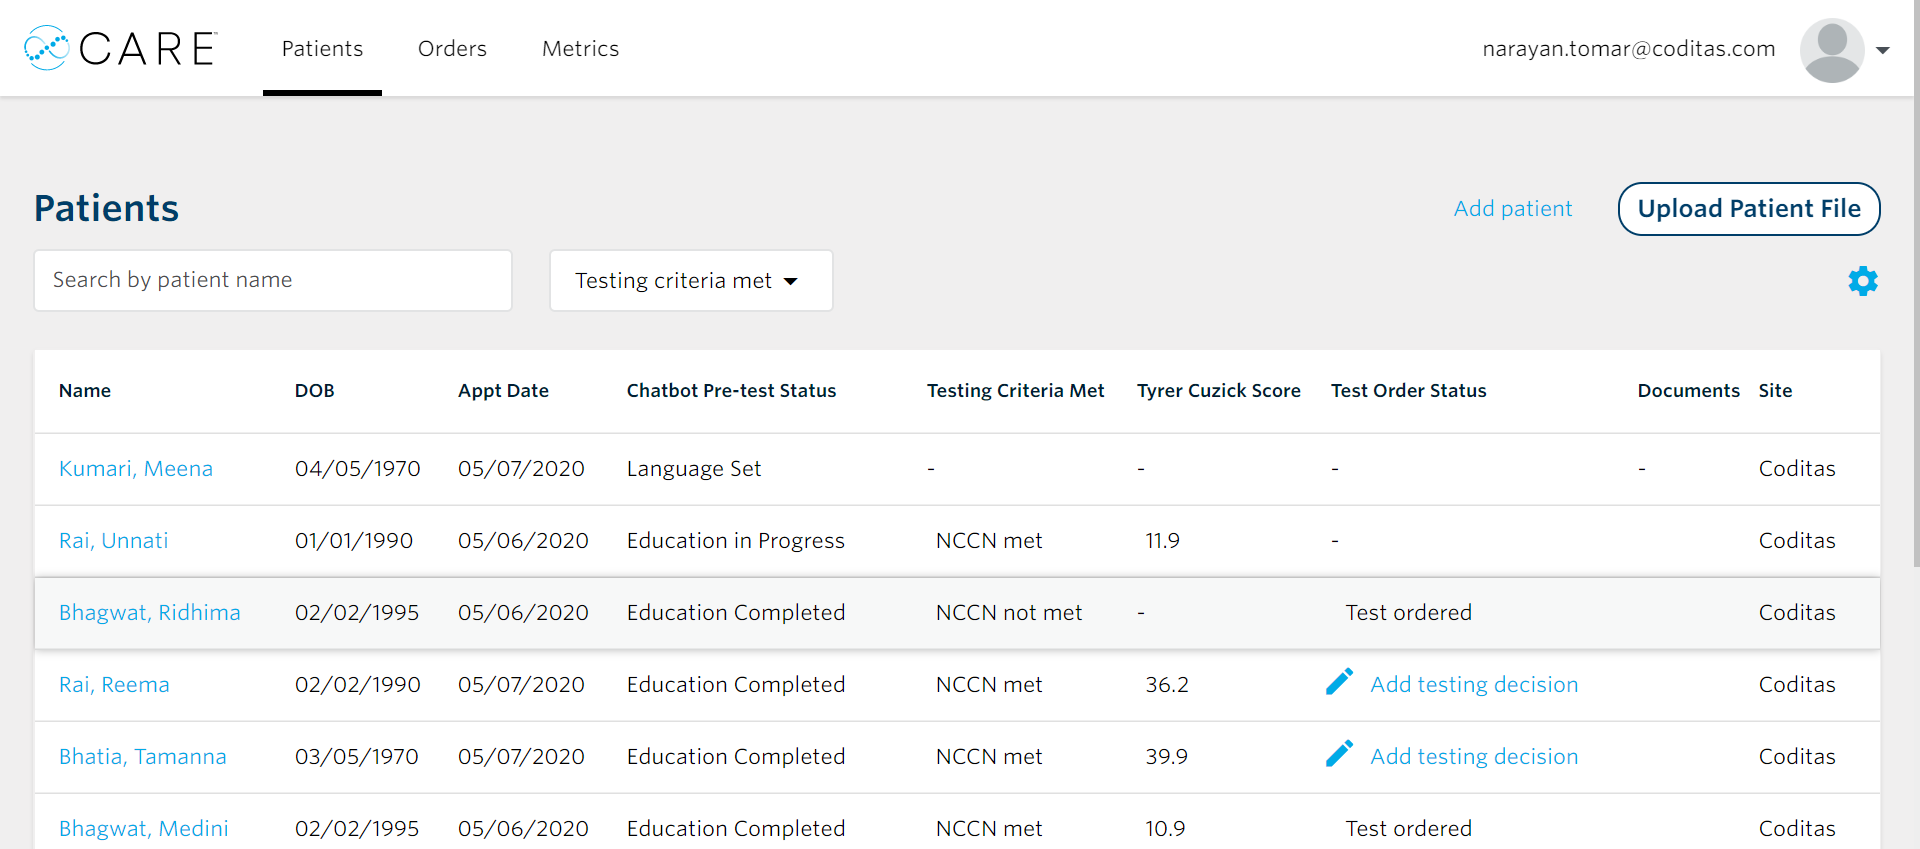 CARE™ Patients Orders Metrics narayan.tomar@coditas.com
Patients Add patient Upload Patient File
Search by patient name Testing criteria met
Name DOB Appt Date Chatbot Pre-test Status Testing Criteria Met Tyrer Cuzick Score Test Order Status Documents Site
Kumari, Meena 04/05/1970 05/07/2020 Language Set - - - - Coditas
Rai, Unnati 01/01/1990 05/06/2020 Education in Progress NCCN met 11.9 - Coditas
Bhagwat, Ridhima 02/02/1995 05/06/2020 Education Completed NCCN not met - Test ordered Coditas
Rai, Reema 02/02/1990 05/07/2020 Education Completed NCCN met 36.2 Add testing decision Coditas
Bhatia, Tamanna 03/05/1970 05/07/2020 Education Completed NCCN met 39.9 Add testing decision Coditas
Bhagwat, Medini 02/02/1995 05/06/2020 Education Completed NCCN met 10.9 Test ordered Coditas